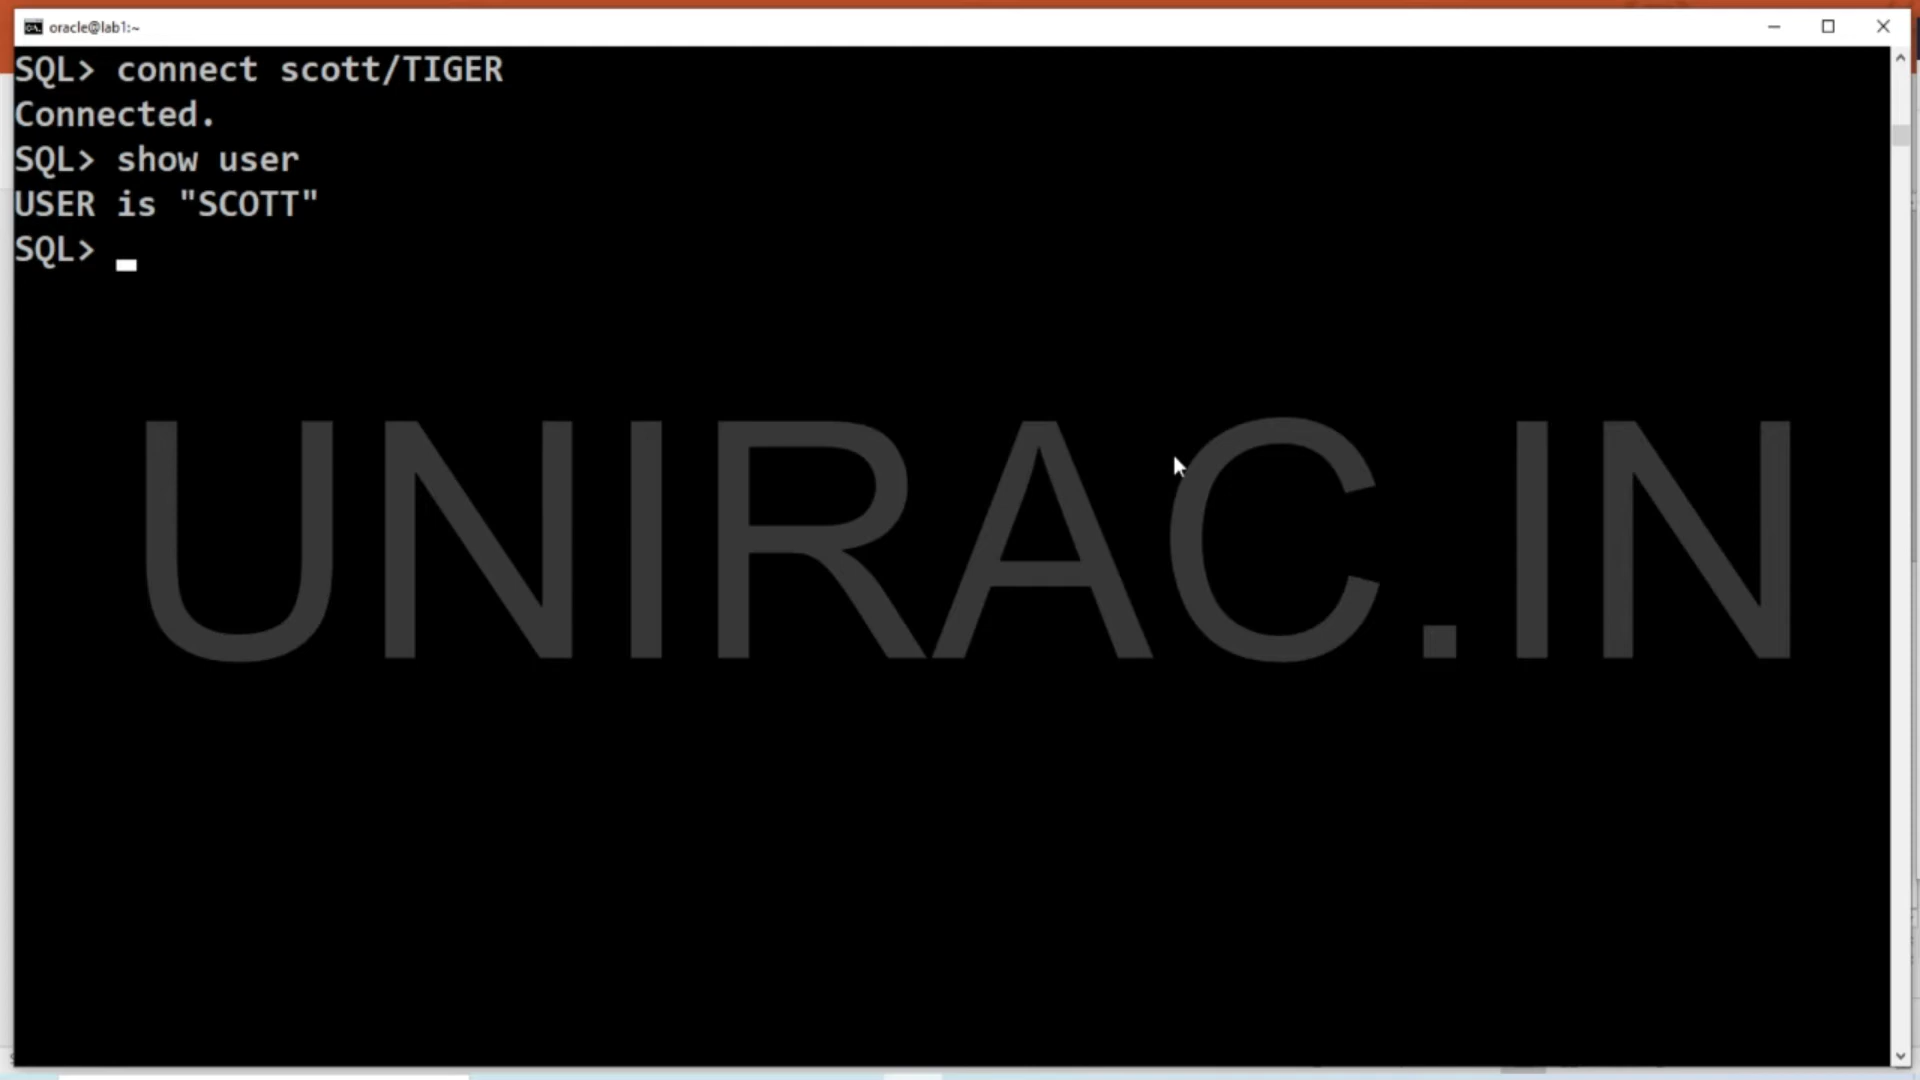 oracle@lab1:~
SQL> connect scott/TIGER
Connected.
SQL> show user
USER is "SCOTT"
SQL>
UNIRAC.IN